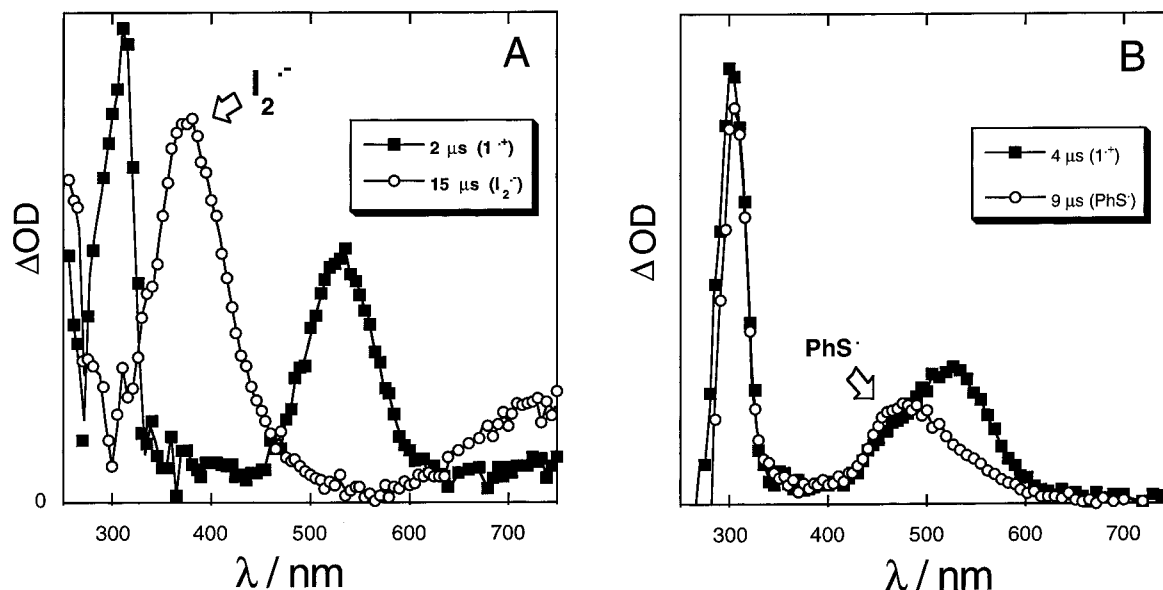 A
I₂·⁻
2 μs (1·⁺)
15 μs (I₂·⁻)
ΔOD
0
300 400 500 600 700
λ / nm
B
4 μs (1·⁺)
9 μs (PhS·)
PhS·
ΔOD
300 400 500 600 700
λ / nm